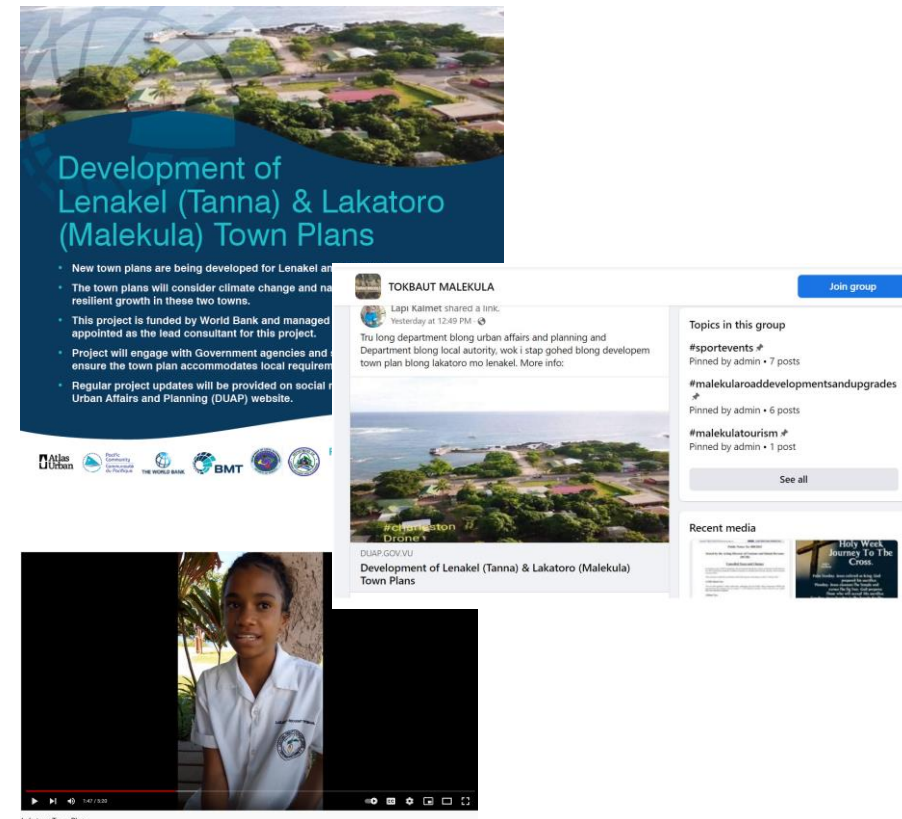 Development of
Lenakel (Tanna) & Lakatoro
(Malekula) Town Plans
• New town plans are being developed for Lenakel an
• The town plans will consider climate change and na
resilient growth in these two towns.
• This project is funded by World Bank and managed
appointed as the lead consultant for this project.
• Project will engage with Government agencies and s
ensure the town plan accommodates local requirem
• Regular project updates will be provided on social
Urban Affairs and Planning (DUAP) website.
Atlas
Urban
Pacific
Community
Communauté
du Pacifique
THE WORLD BANK
BMT
TOKBAUT MALEKULA
Join group
Lapi Kalmet shared a link.
Yesterday at 12:49 PM
Tru long department blong urban affairs and planning and
Department blong local autority, wok i stap gohed blong developem
town plan blong lakatoro mo lenakel. More info:
#charleston
Drone
DUAP.GOV.VU
Development of Lenakel (Tanna) & Lakatoro (Malekula)
Town Plans
Topics in this group
#sportevents
Pinned by admin • 7 posts
#malekularoaddevelopmentsandupgrades
Pinned by admin • 6 posts
#malekulatourism
Pinned by admin • 1 post
See all
Recent media
Holy Week
Journey To The
Cross.
1:47 / 5:20